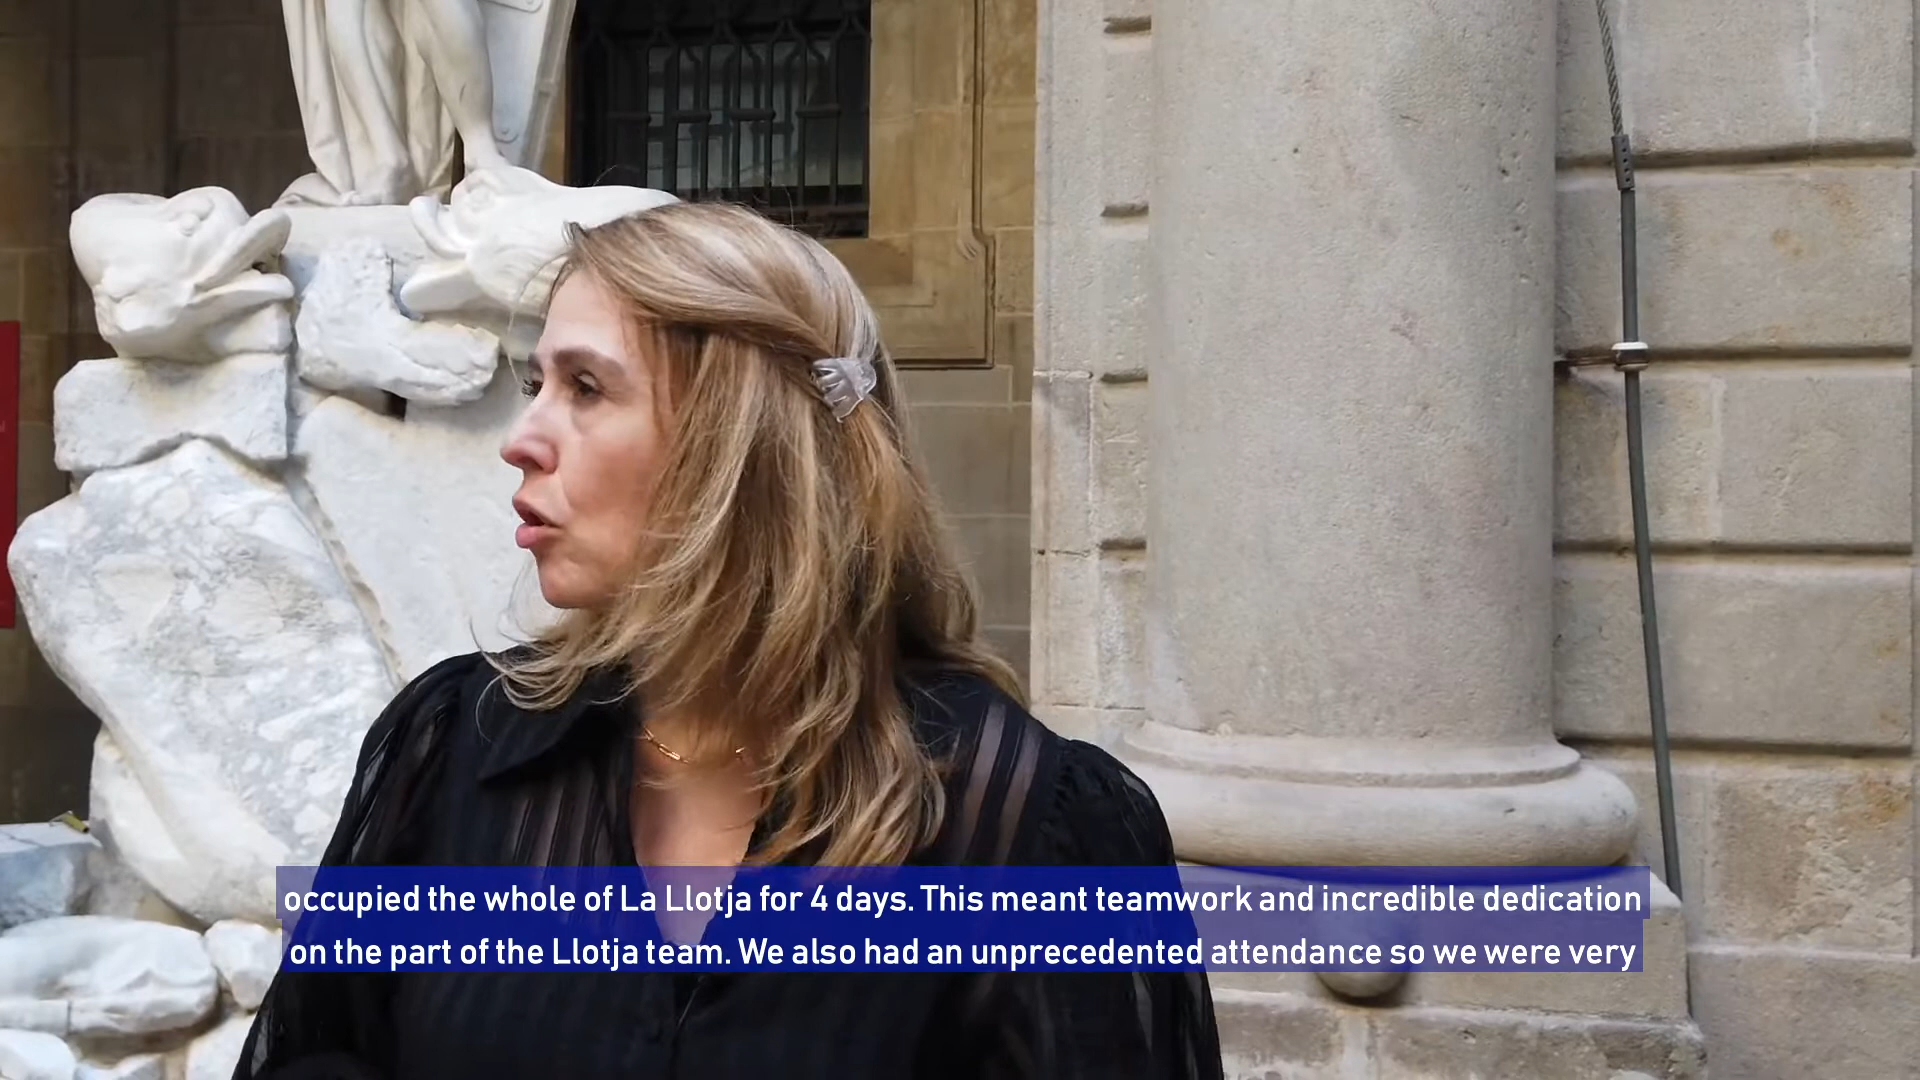 occupied the whole of La Llotja for 4 days. This meant teamwork and incredible dedication
on the part of the Llotja team. We also had an unprecedented attendance so we were very